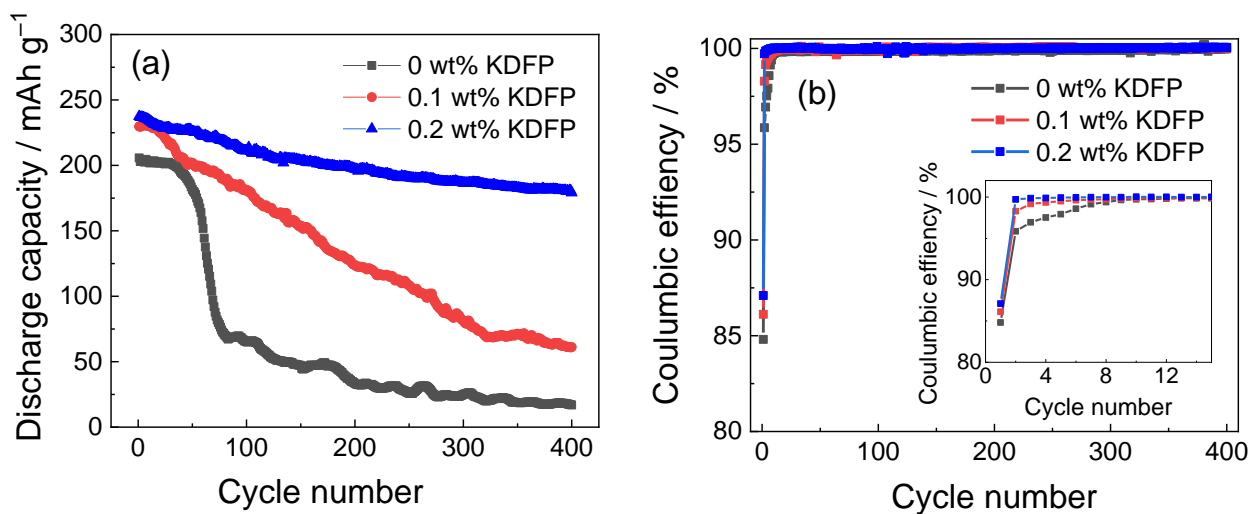 (a)
Discharge capacity / mAh g⁻¹
300
250
200
150
100
50
25
0
0 wt% KDFP
0.1 wt% KDFP
0.2 wt% KDFP
0
100
200
300
400
Cycle number
(b)
Coulumbic effiency / %
100
95
90
85
80
0 wt% KDFP
0.1 wt% KDFP
0.2 wt% KDFP
Coulumbic effiency / %
100
90
80
0
4
8
12
Cycle number
0
100
200
300
400
Cycle number